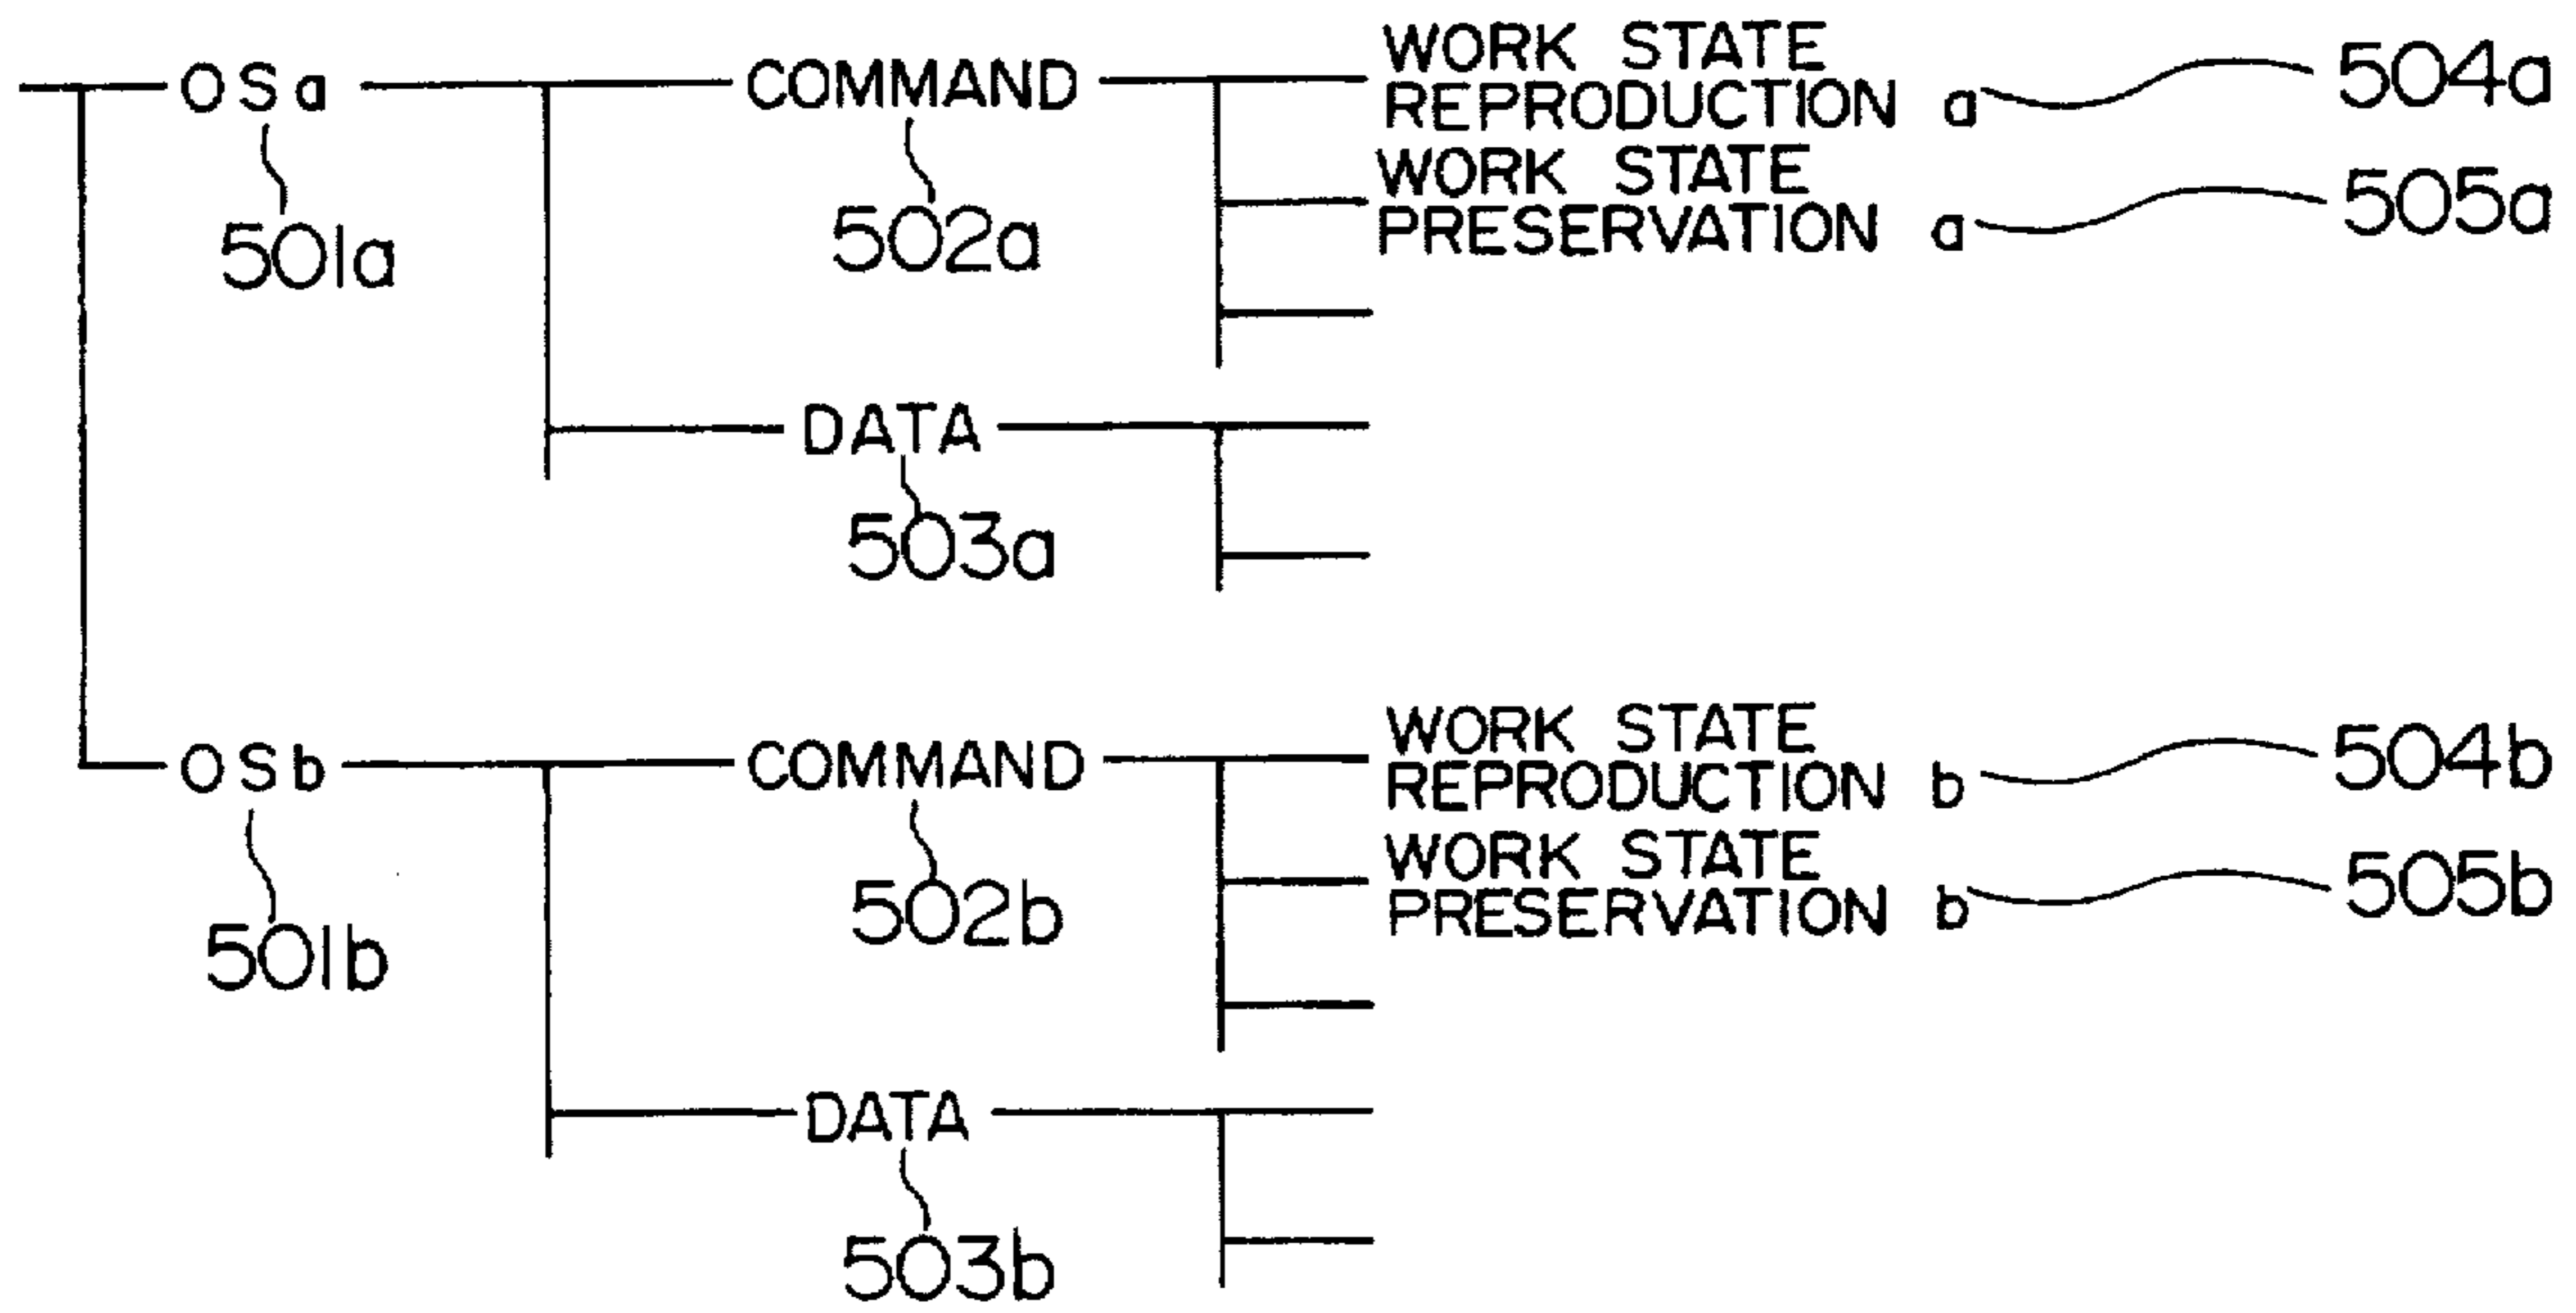 OSa COMMAND WORK STATE
REPRODUCTION a 504a
501a 502a WORK STATE
PRESERVATION a 505a
DATA
503a
OSb COMMAND WORK STATE
REPRODUCTION b 504b
501b 502b WORK STATE
PRESERVATION b 505b
DATA
503b